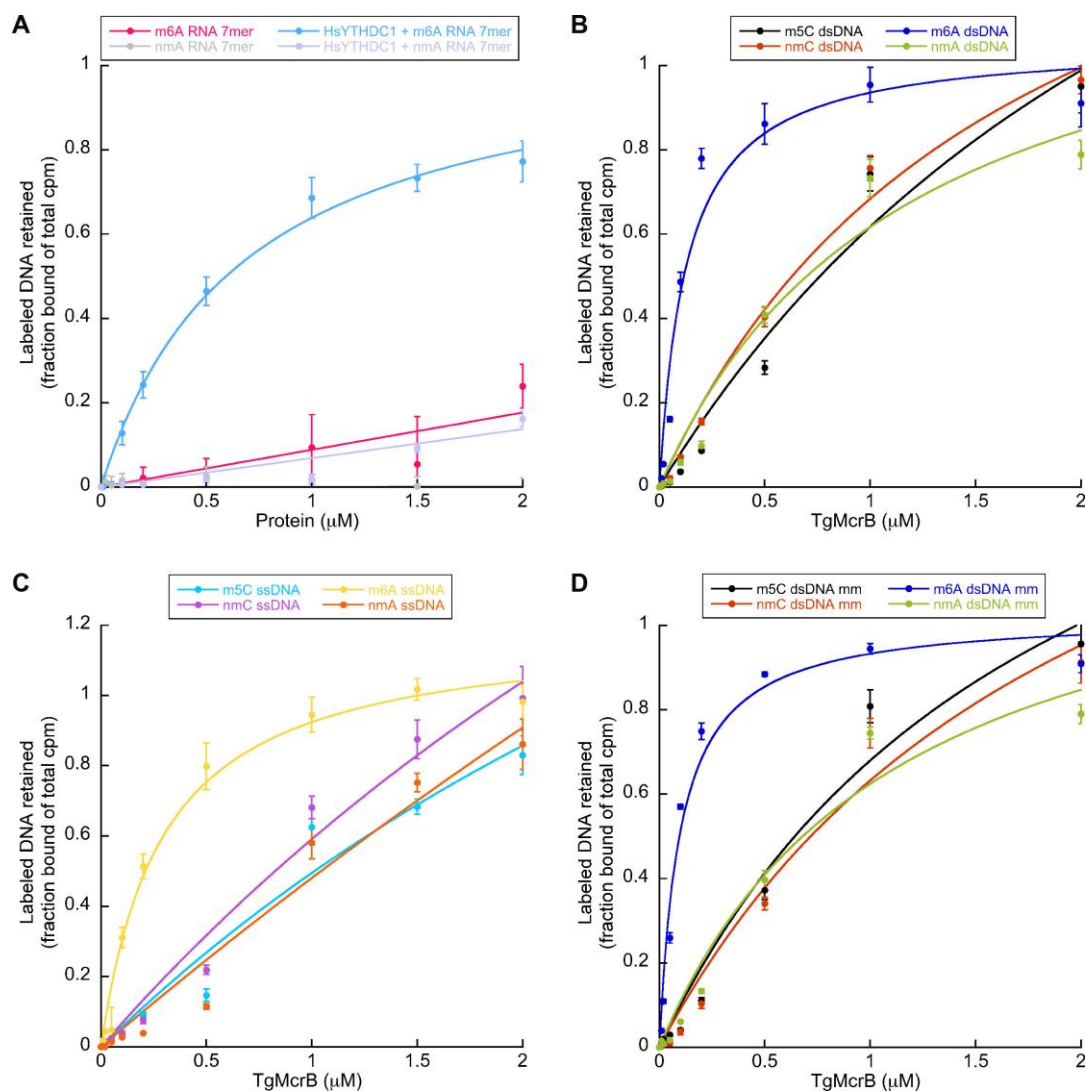 A
m6A RNA 7mer HsYTHDC1 + m6A RNA 7mer
nmA RNA 7mer HsYTHDC1 + nmA RNA 7mer
Labeled DNA retained
(fraction bound of total cpm)
1
0.8
0.6
0.4
0.2
0
0.5 1 1.5 2
Protein (μM)
B
m5C dsDNA m6A dsDNA
nmC dsDNA nmA dsDNA
Labeled DNA retained
(fraction bound of total cpm)
1
0.8
0.6
0.4
0.2
0
0 0.5 1 1.5 2
TgMcrB (μM)
C
m5C ssDNA m6A ssDNA
nmC ssDNA nmA ssDNA
Labeled DNA retained
(fraction bound of total cpm)
1.2
1
0.8
0.6
0.4
0.2
0
0 0.5 1 1.5 2
TgMcrB (μM)
D
m5C dsDNA mm m6A dsDNA mm
nmC dsDNA mm nmA dsDNA mm
Labeled DNA retained
(fraction bound of total cpm)
1
0.8
0.6
0.4
0.2
0
0 0.5 1 1.5 2
TgMcrB (μM)